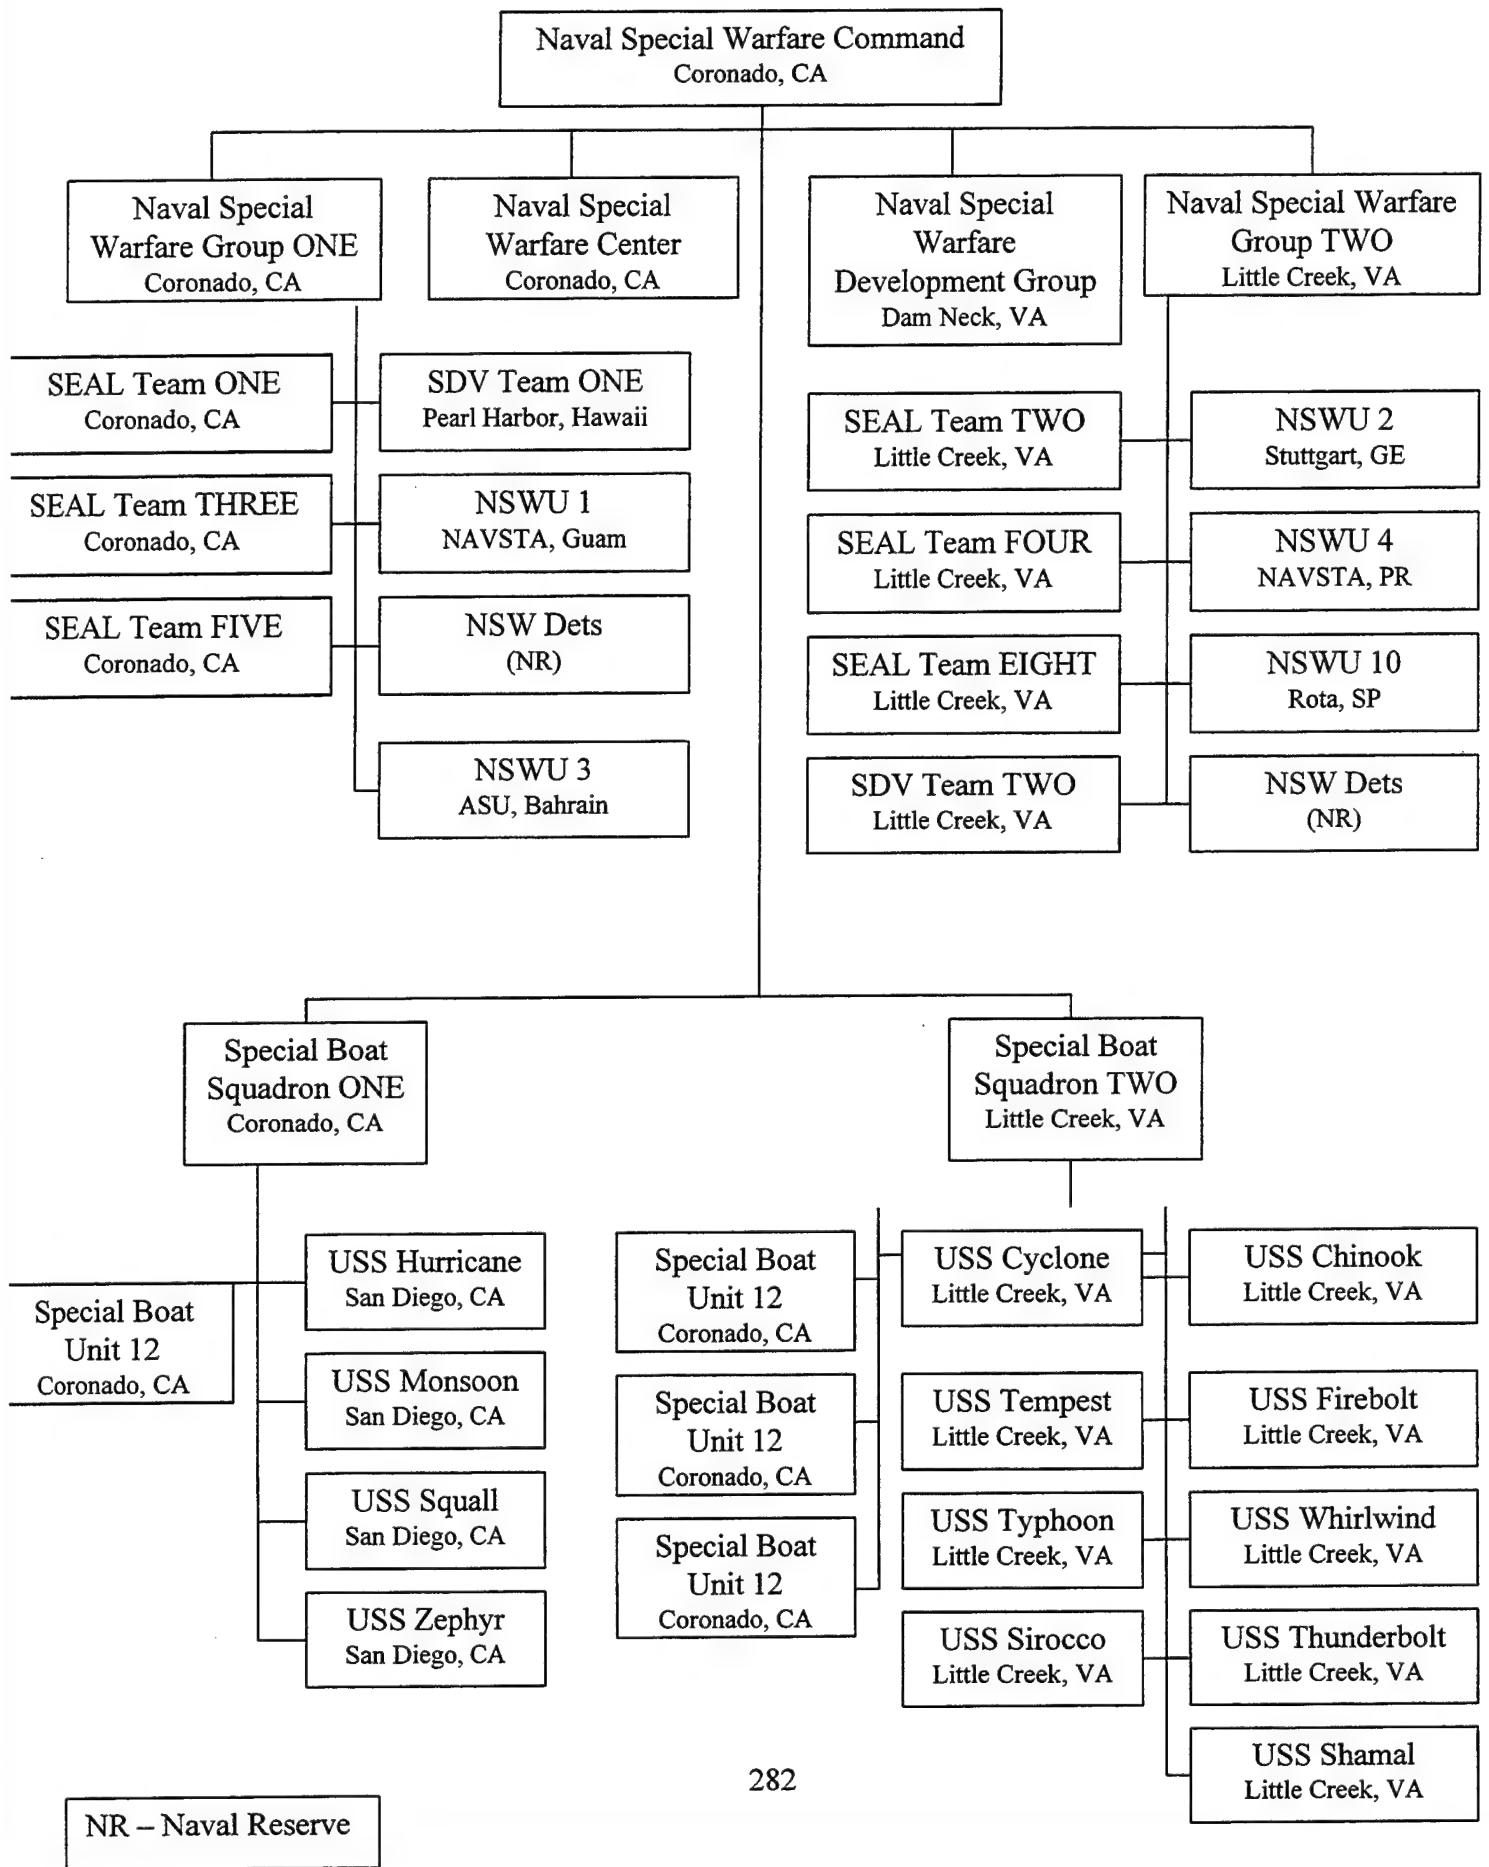 Naval Special Warfare Command
Coronado, CA
Naval Special
Warfare Group ONE
Coronado, CA
Naval Special
Warfare Center
Coronado, CA
Naval Special
Warfare
Development Group
Dam Neck, VA
Naval Special Warfare
Group TWO
Little Creek, VA
SEAL Team ONE
Coronado, CA
SDV Team ONE
Pearl Harbor, Hawaii
SEAL Team THREE
Coronado, CA
NSWU 1
NAVSTA, Guam
SEAL Team FIVE
Coronado, CA
NSW Dets
(NR)
NSWU 3
ASU, Bahrain
SEAL Team TWO
Little Creek, VA
NSWU 2
Stuttgart, GE
SEAL Team FOUR
Little Creek, VA
NSWU 4
NAVSTA, PR
SEAL Team EIGHT
Little Creek, VA
NSWU 10
Rota, SP
SDV Team TWO
Little Creek, VA
NSW Dets
(NR)
Special Boat
Squadron ONE
Coronado, CA
Special Boat
Squadron TWO
Little Creek, VA
Special Boat
Unit 12
Coronado, CA
USS Hurricane
San Diego, CA
USS Monsoon
San Diego, CA
USS Squall
San Diego, CA
USS Zephyr
San Diego, CA
Special Boat
Unit 12
Coronado, CA
Special Boat
Unit 12
Coronado, CA
Special Boat
Unit 12
Coronado, CA
USS Cyclone
Little Creek, VA
USS Tempest
Little Creek, VA
USS Typhoon
Little Creek, VA
USS Sirocco
Little Creek, VA
USS Chinook
Little Creek, VA
USS Firebolt
Little Creek, VA
USS Whirlwind
Little Creek, VA
USS Thunderbolt
Little Creek, VA
USS Shamal
Little Creek, VA
282
NR – Naval Reserve